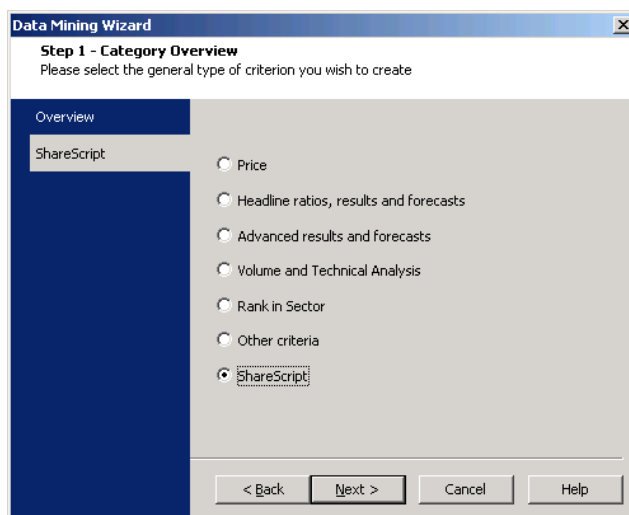 Data Mining Wizard
Step 1 - Category Overview
Please select the general type of criterion you wish to create
Overview
ShareScript
Price
Headline ratios, results and forecasts
Advanced results and forecasts
Volume and Technical Analysis
Rank in Sector
Other criteria
ShareScript
< Back Next > Cancel Help